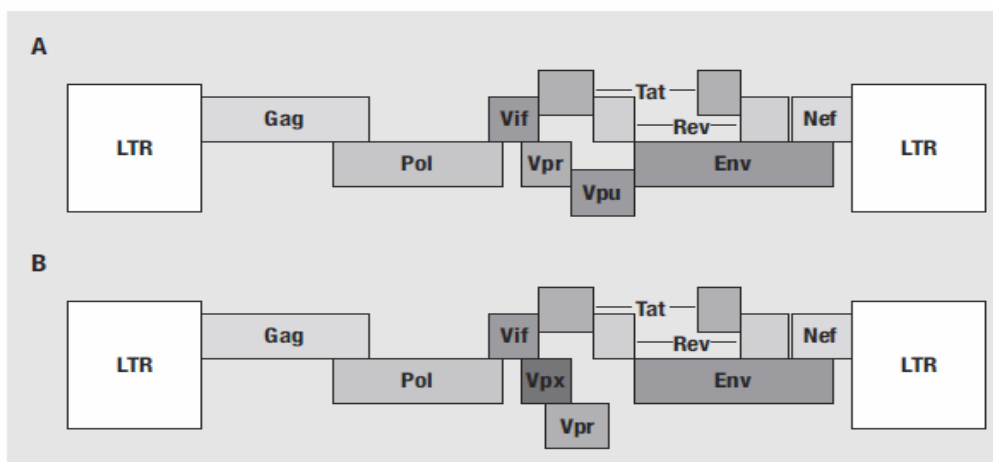 A
LTR
Gag
Pol
Vif
Vpr
Vpu
Tat
Rev
Env
Nef
LTR
B
LTR
Gag
Pol
Vif
Vpx
Vpr
Tat
Rev
Env
Nef
LTR